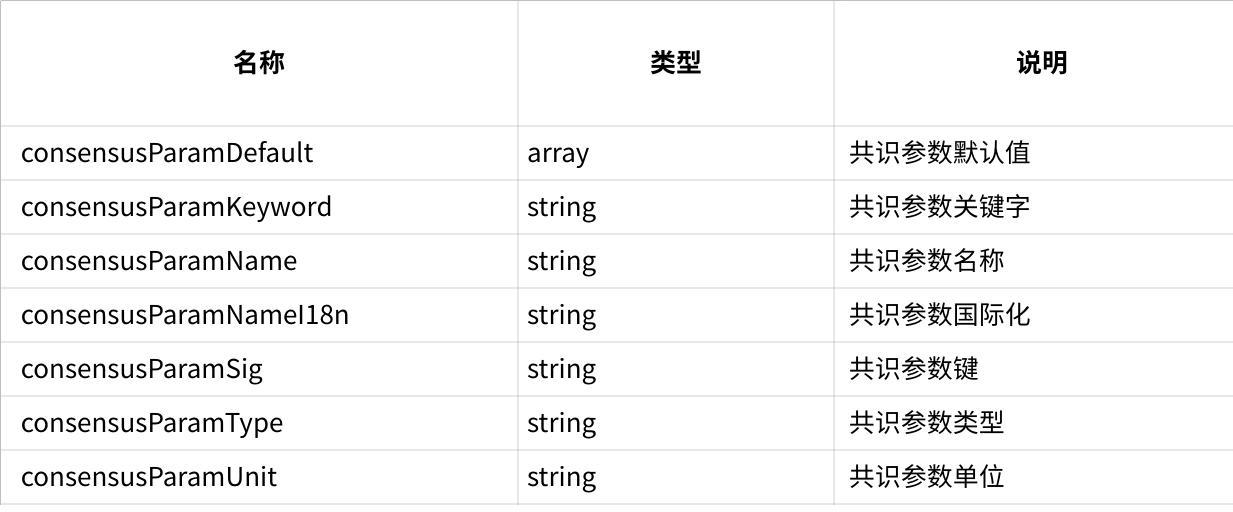 名称 类型 说明
consensusParamDefault array 共识参数默认值
consensusParamKeyword string 共识参数关键字
consensusParamName string 共识参数名称
consensusParamNameI18n string 共识参数国际化
consensusParamSig string 共识参数键
consensusParamType string 共识参数类型
consensusParamUnit string 共识参数单位